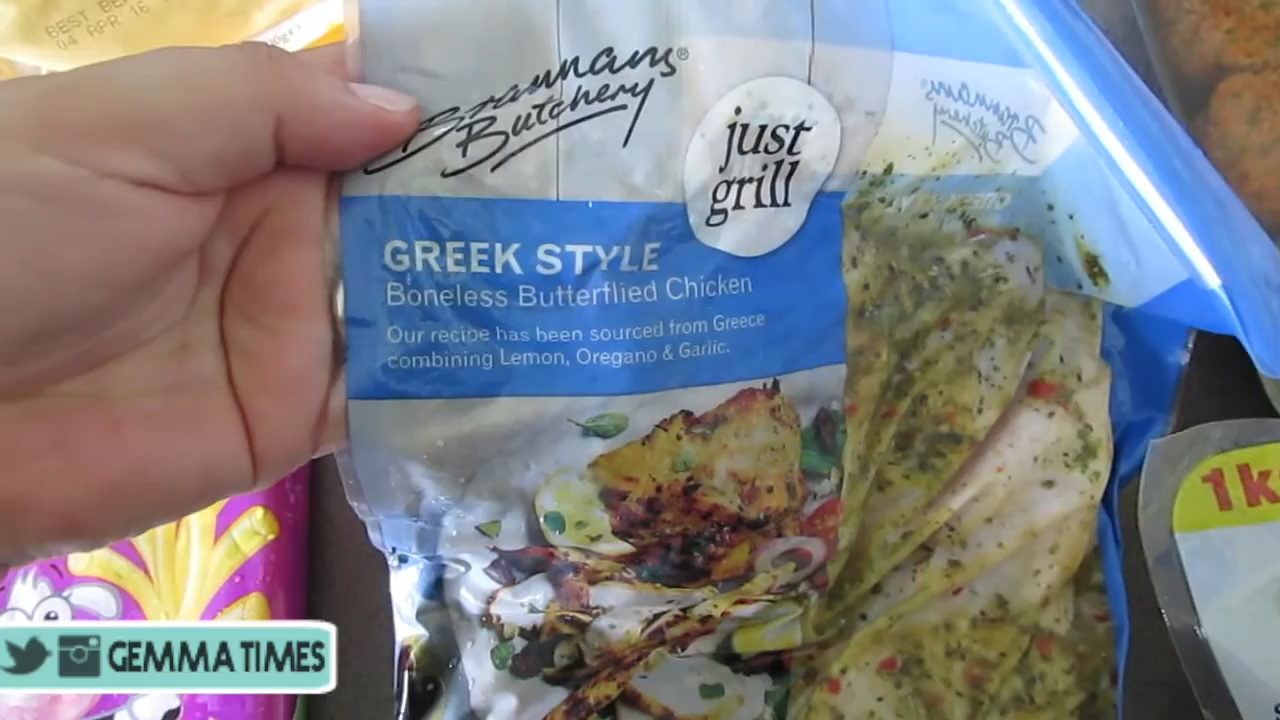 BEST BE
04 APR 16
Brannans®
Butchery
just
grill
GREEK STYLE
Boneless Butterflied Chicken
Our recipe has been sourced from Greece
combining Lemon, Oregano & Garlic.
1k
GEMMA TIMES